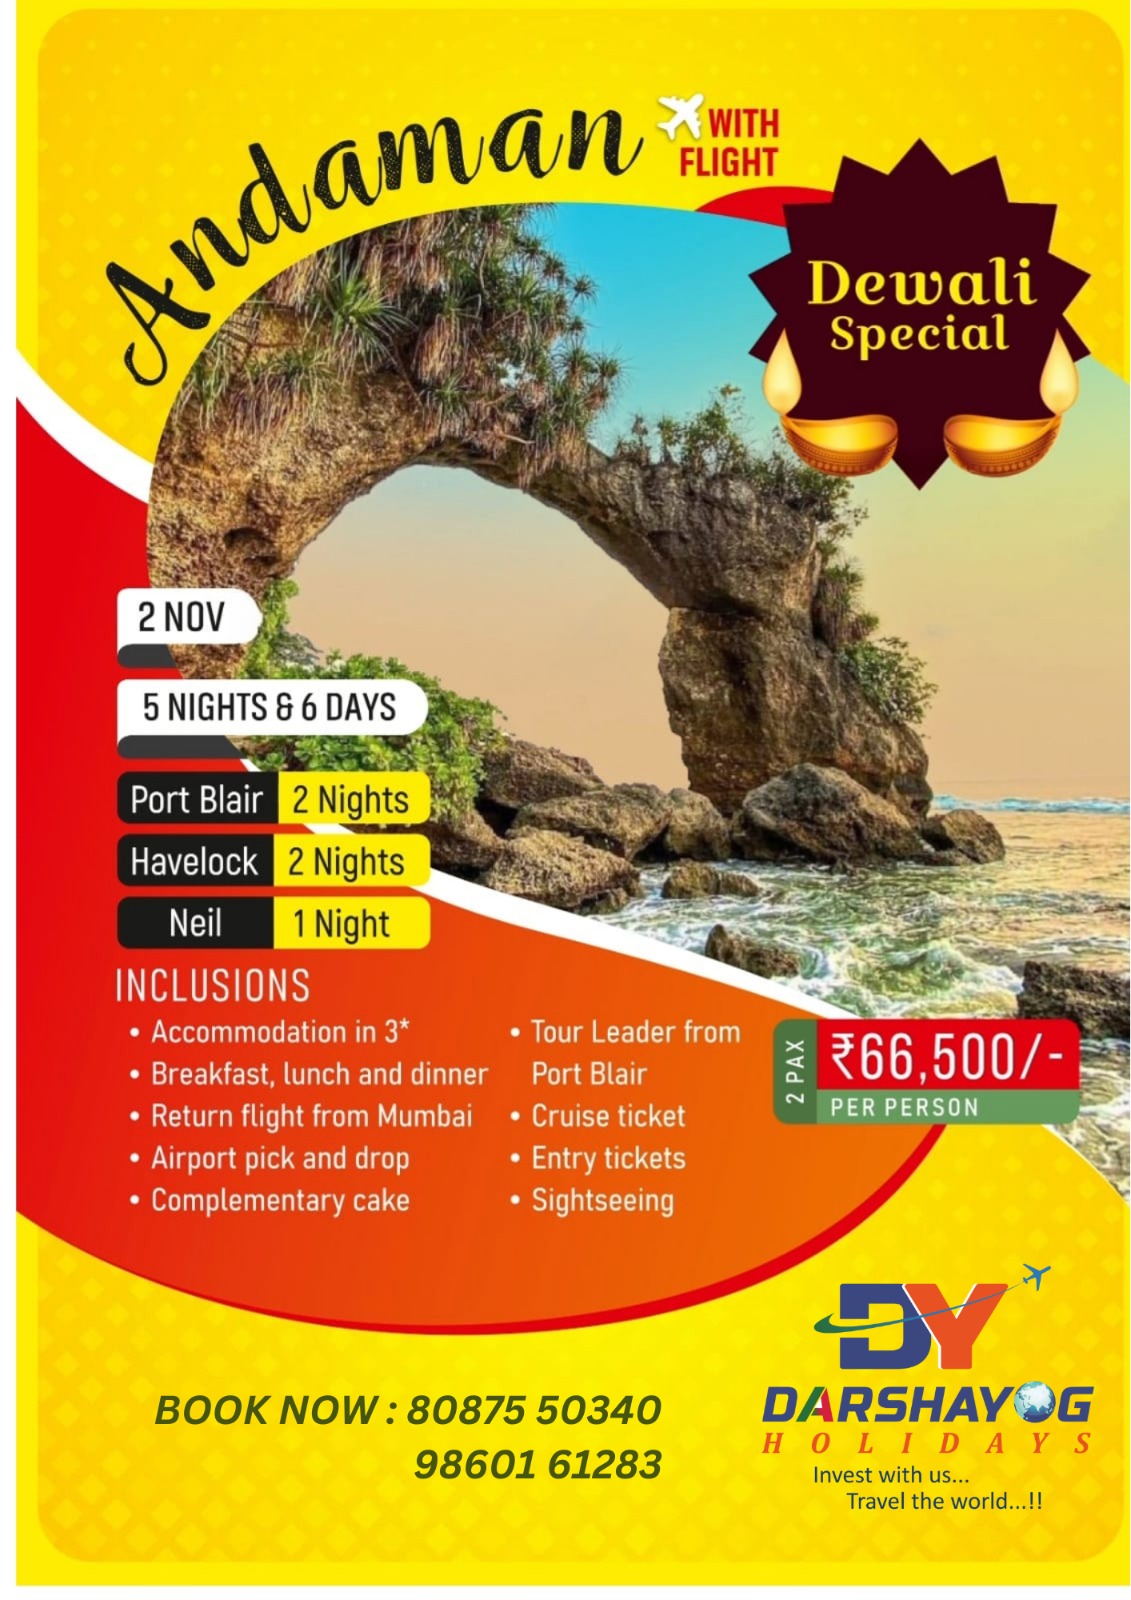 Andaman
WITH
FLIGHT
Dewali
Special
2 NOV
5 NIGHTS & 6 DAYS
Port Blair 2 Nights
Havelock 2 Nights
Neil 1 Night
INCLUSIONS
• Accommodation in 3*
• Breakfast, lunch and dinner
• Return flight from Mumbai
• Airport pick and drop
• Complementary cake
• Tour Leader from
Port Blair
• Cruise ticket
• Entry tickets
• Sightseeing
2 PAX
₹66,500/-
PER PERSON
BOOK NOW : 80875 50340
98601 61283
DY
DARSHAYOG
HOLIDAYS
Invest with us...
Travel the world...!!